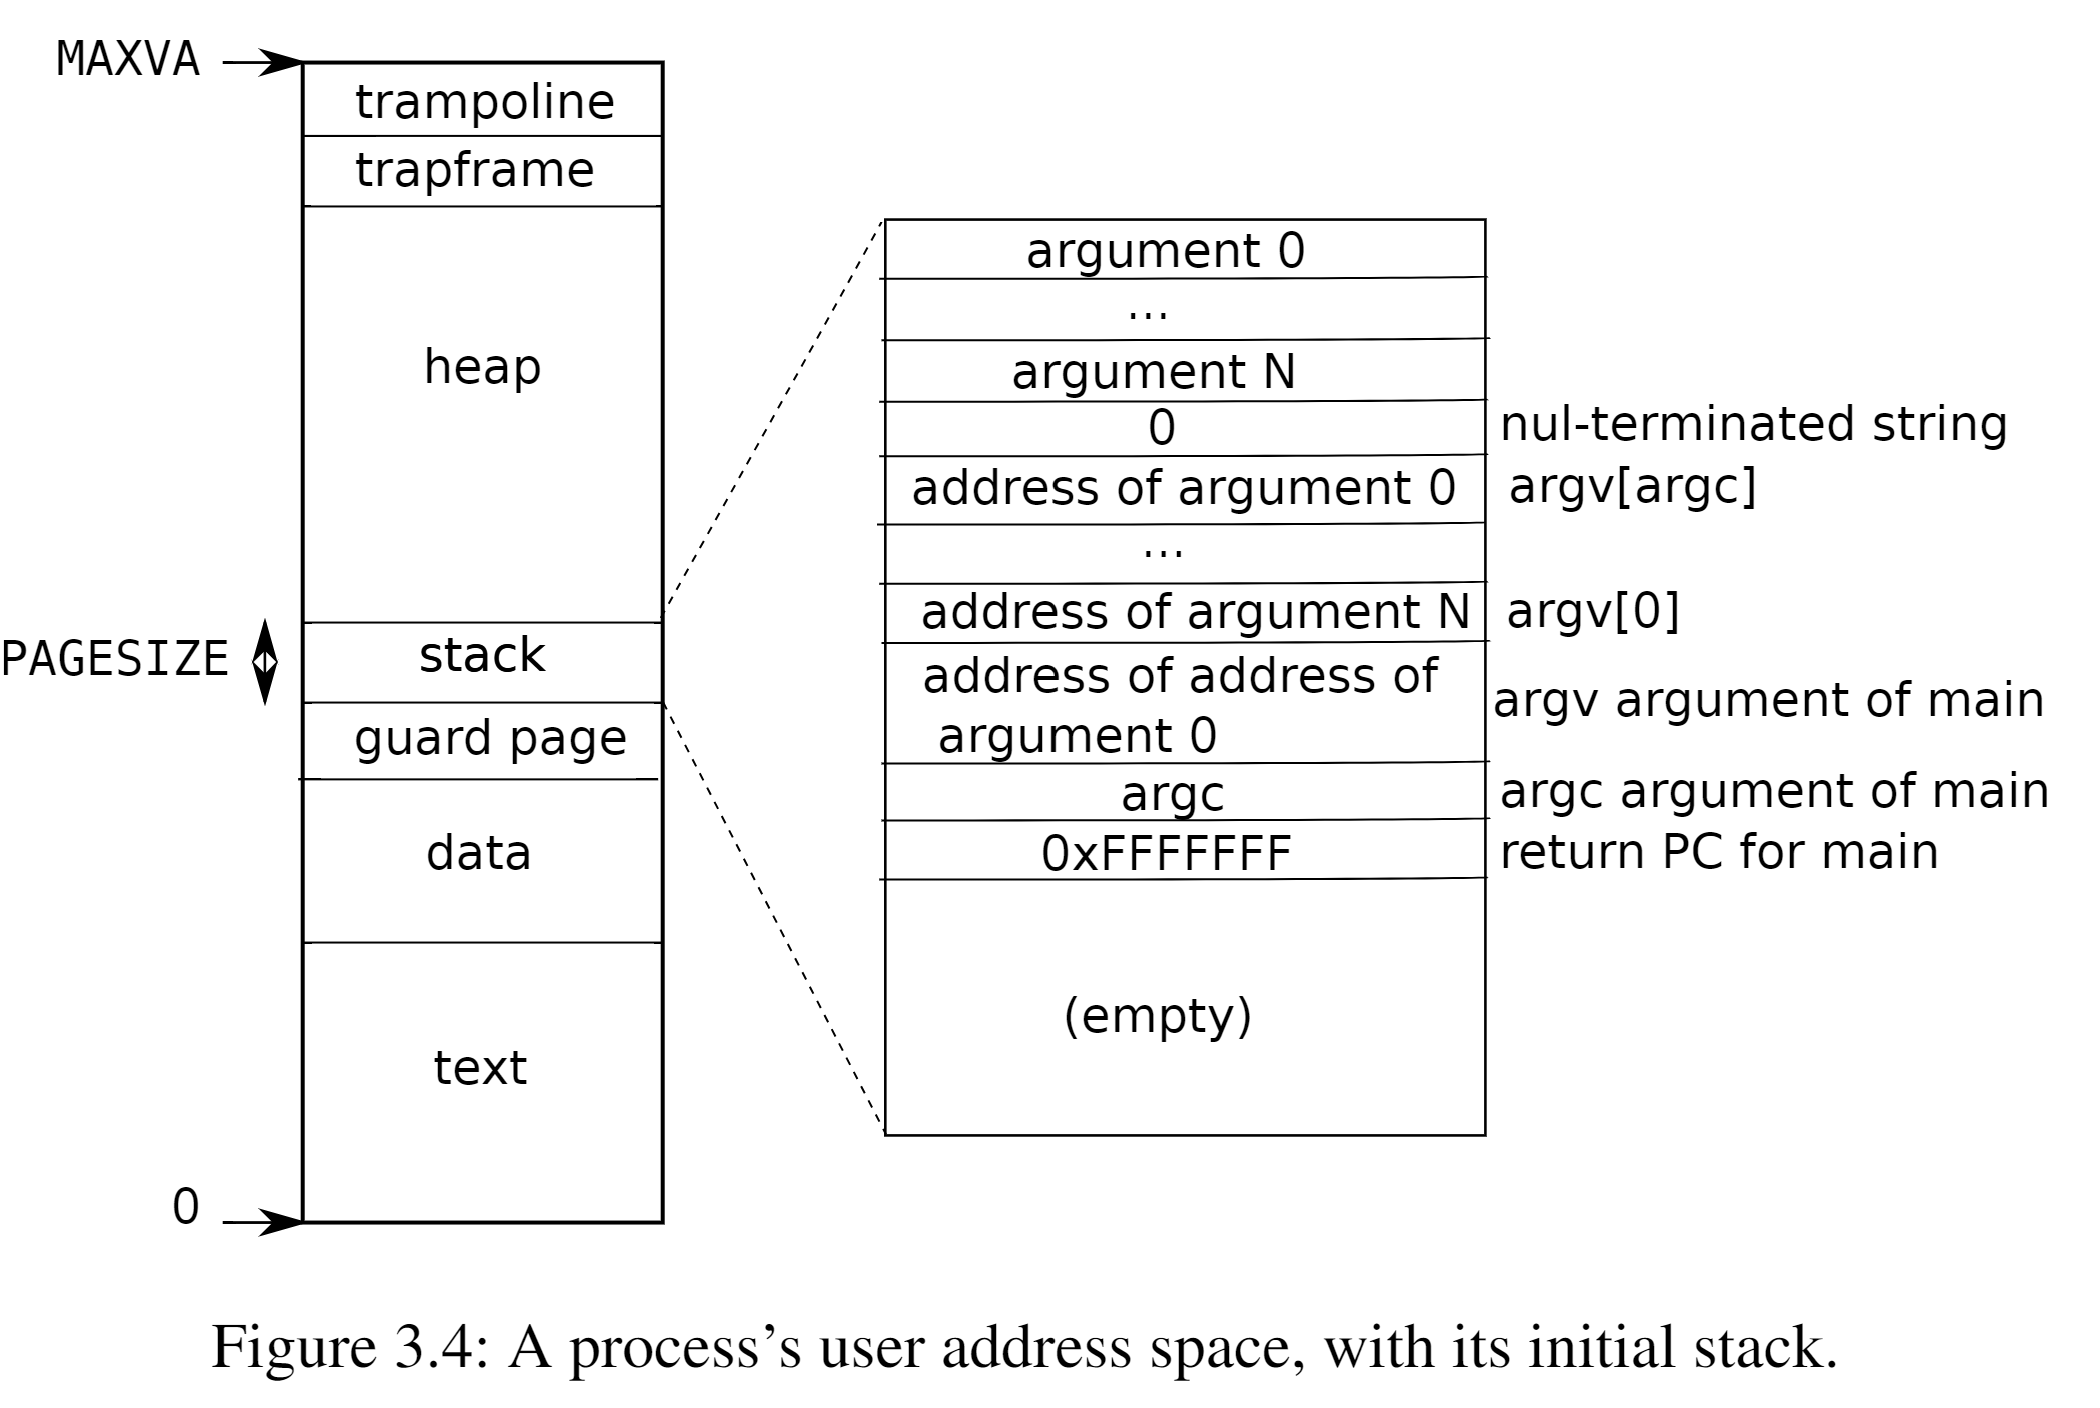 MAXVA
trampoline
trapframe
heap
PAGESIZE
stack
guard page
data
text
0
argument 0
...
argument N
0
nul-terminated string
address of argument 0
argv[argc]
...
address of argument N
argv[0]
address of address of
argument 0
argv argument of main
argc
argc argument of main
0xFFFFFFF
return PC for main
(empty)
Figure 3.4: A process’s user address space, with its initial stack.